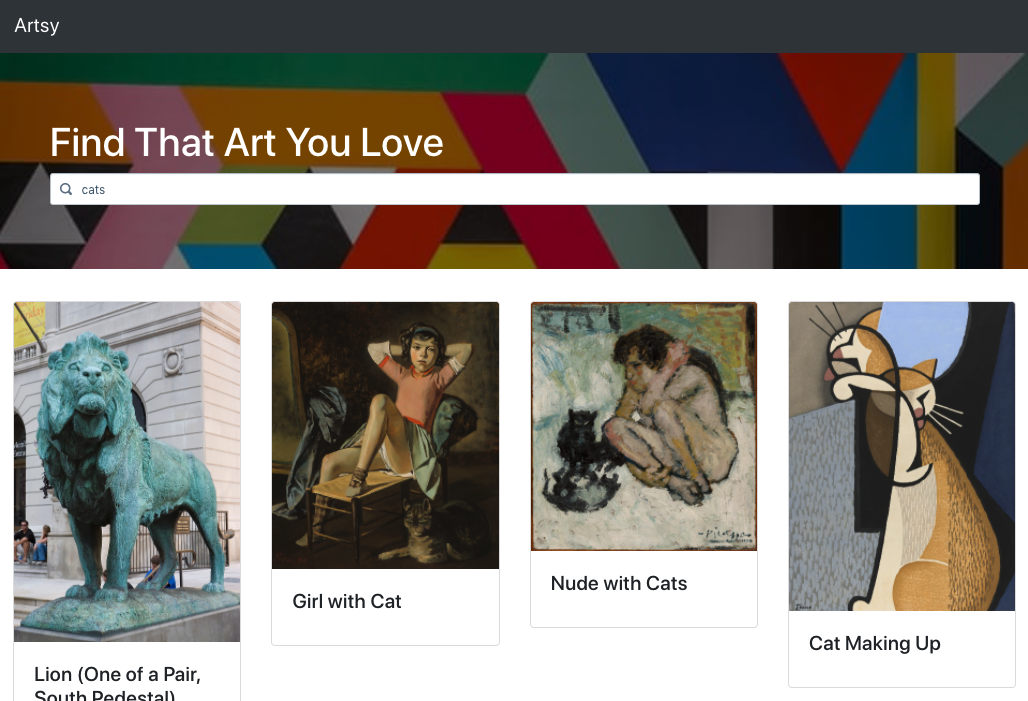 Artsy
Find That Art You Love
cats
Lion (One of a Pair,
South Pedestal)
Girl with Cat
Picasso
Nude with Cats
Cat Making Up